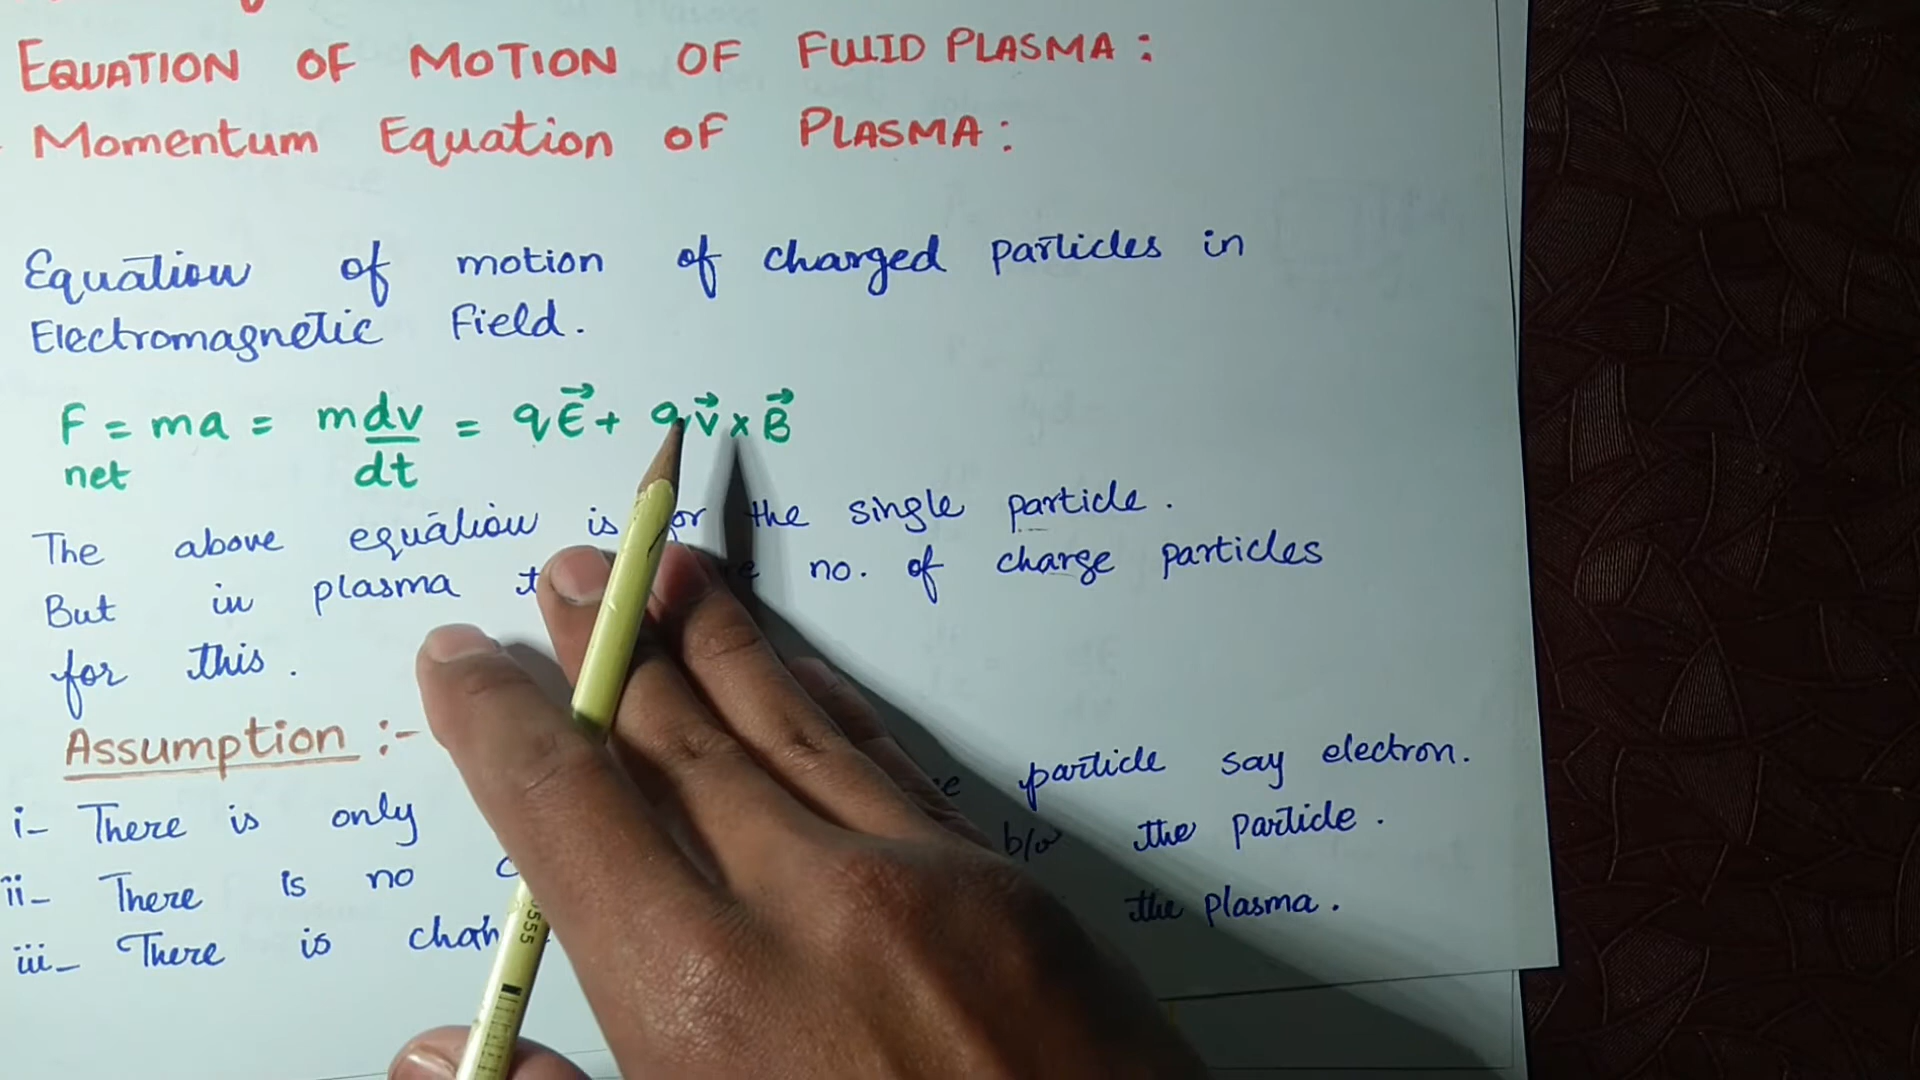 EQUATION OF MOTION OF FLUID PLASMA:
Momentum Equation OF PLASMA:
Equation of motion of charged particles in
Electromagnetic Field.
F = ma = mdv = qE→ + qv→ × B→
net dt
The above equation is for the single particle.
But in plasma no. of charge particles
for this.
Assumption :-
i- There is only particle say electron.
ii- There is no b/w the particle.
iii- There is the plasma.
0555